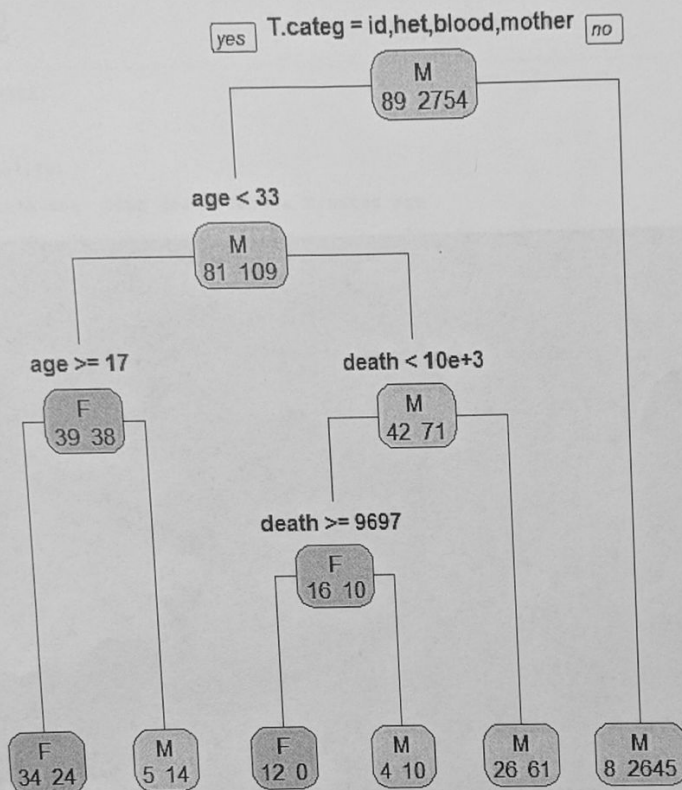 T.categ = id,het,blood,mother
yes
no
M
89 2754
age < 33
M
81 109
age >= 17
death < 10e+3
F
39 38
M
42 71
death >= 9697
F
16 10
F
34 24
M
5 14
F
12 0
M
4 10
M
26 61
M
8 2645